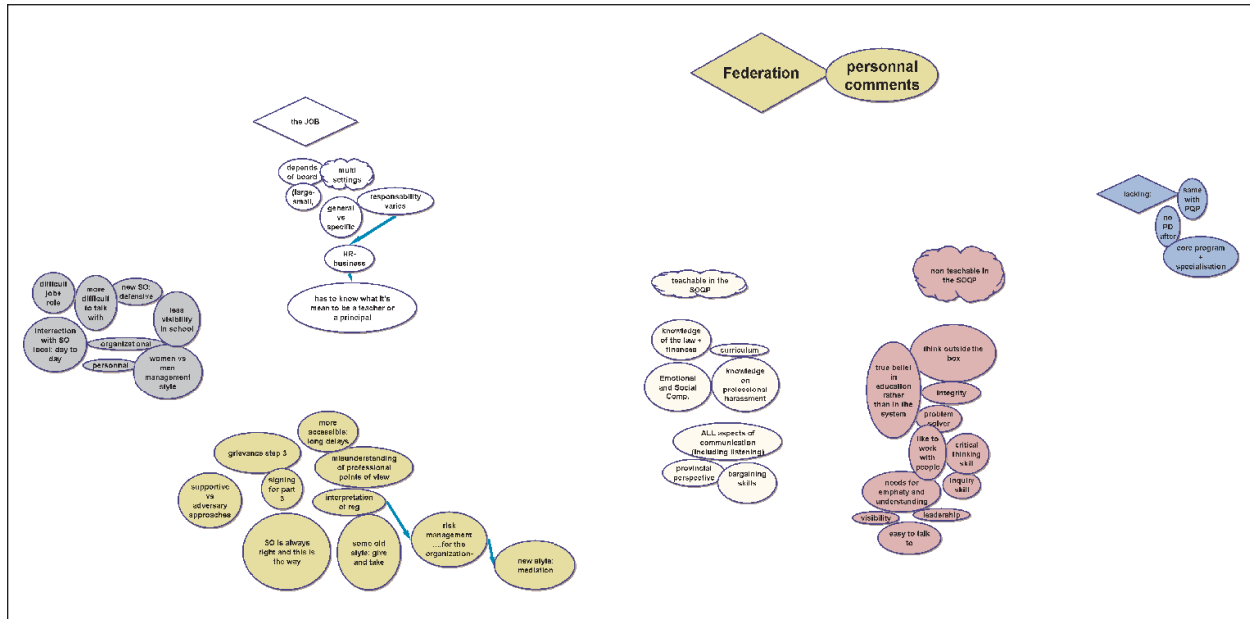 Federation
personnal
comments
the JOB
depends
of board
multi
settings
(large-
small,
general
vs
specific
responsability
varies
HR-
business
has to know what it's
mean to be a teacher or
a principal
lacking:
same
with
PQP
no
PD
after
core program
+
specialisation
difficult
job+
role
more
difficult
to talk
with
new SO:
defensive
less
visibility
in school
interraction
with SO
local: day to
day
organizational
personnal
women vs
men
management
style
teachable in the
SOQP
knowledge
of the law +
finances
curriculum
Emotional
and Social
Comp.
knowledge
on
professional
harassment
ALL aspects of
communication
(including listening)
provincial
perspective
bargaining
skills
non teachable in
the SOQP
think outside the
box
true belief
in
education
rather
than in the
system
integrity
problem
solver
like to
work
with
people
critical
thinking
skill
inquiry
skill
needs for
emphaty and
understanding
visibility
leadership
easy to talk
to
more
accessible:
long delays
grievance step 3
misunderstanding
of professional
points of view
signing
for part
3
supportive
vs
adversary
approaches
interpretation
of reg
SO is always
right and this is
the way
some old
style: give
and take
risk
management
....for the
organization-
new style:
mediation